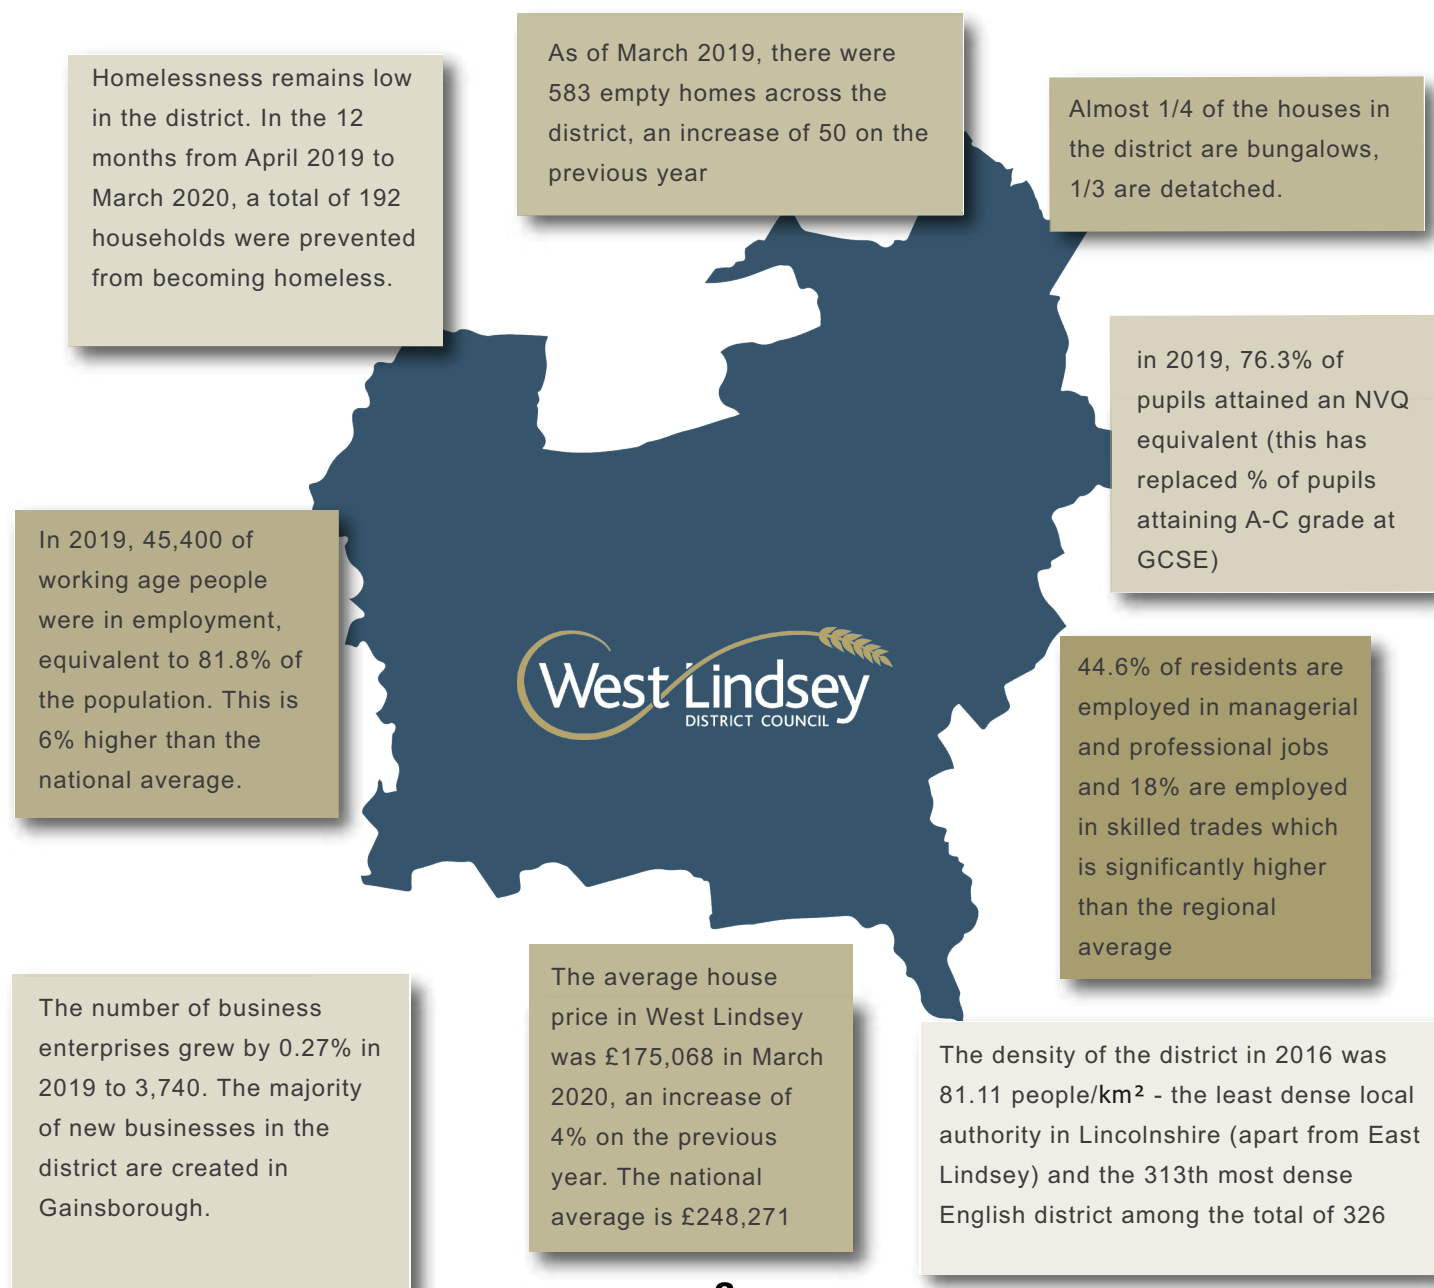 Homelessness remains low
in the district. In the 12
months from April 2019 to
March 2020, a total of 192
households were prevented
from becoming homeless.
As of March 2019, there were
583 empty homes across the
district, an increase of 50 on the
previous year
Almost 1/4 of the houses in
the district are bungalows,
1/3 are detatched.
in 2019, 76.3% of
pupils attained an NVQ
equivalent (this has
replaced % of pupils
attaining A-C grade at
GCSE)
In 2019, 45,400 of
working age people
were in employment,
equivalent to 81.8% of
the population. This is
6% higher than the
national average.
West Lindsey
DISTRICT COUNCIL
44.6% of residents are
employed in managerial
and professional jobs
and 18% are employed
in skilled trades which
is significantly higher
than the regional
average
The number of business
enterprises grew by 0.27% in
2019 to 3,740. The majority
of new businesses in the
district are created in
Gainsborough.
The average house
price in West Lindsey
was £175,068 in March
2020, an increase of
4% on the previous
year. The national
average is £248,271
The density of the district in 2016 was
81.11 people/km² - the least dense local
authority in Lincolnshire (apart from East
Lindsey) and the 313th most dense
English district among the total of 326